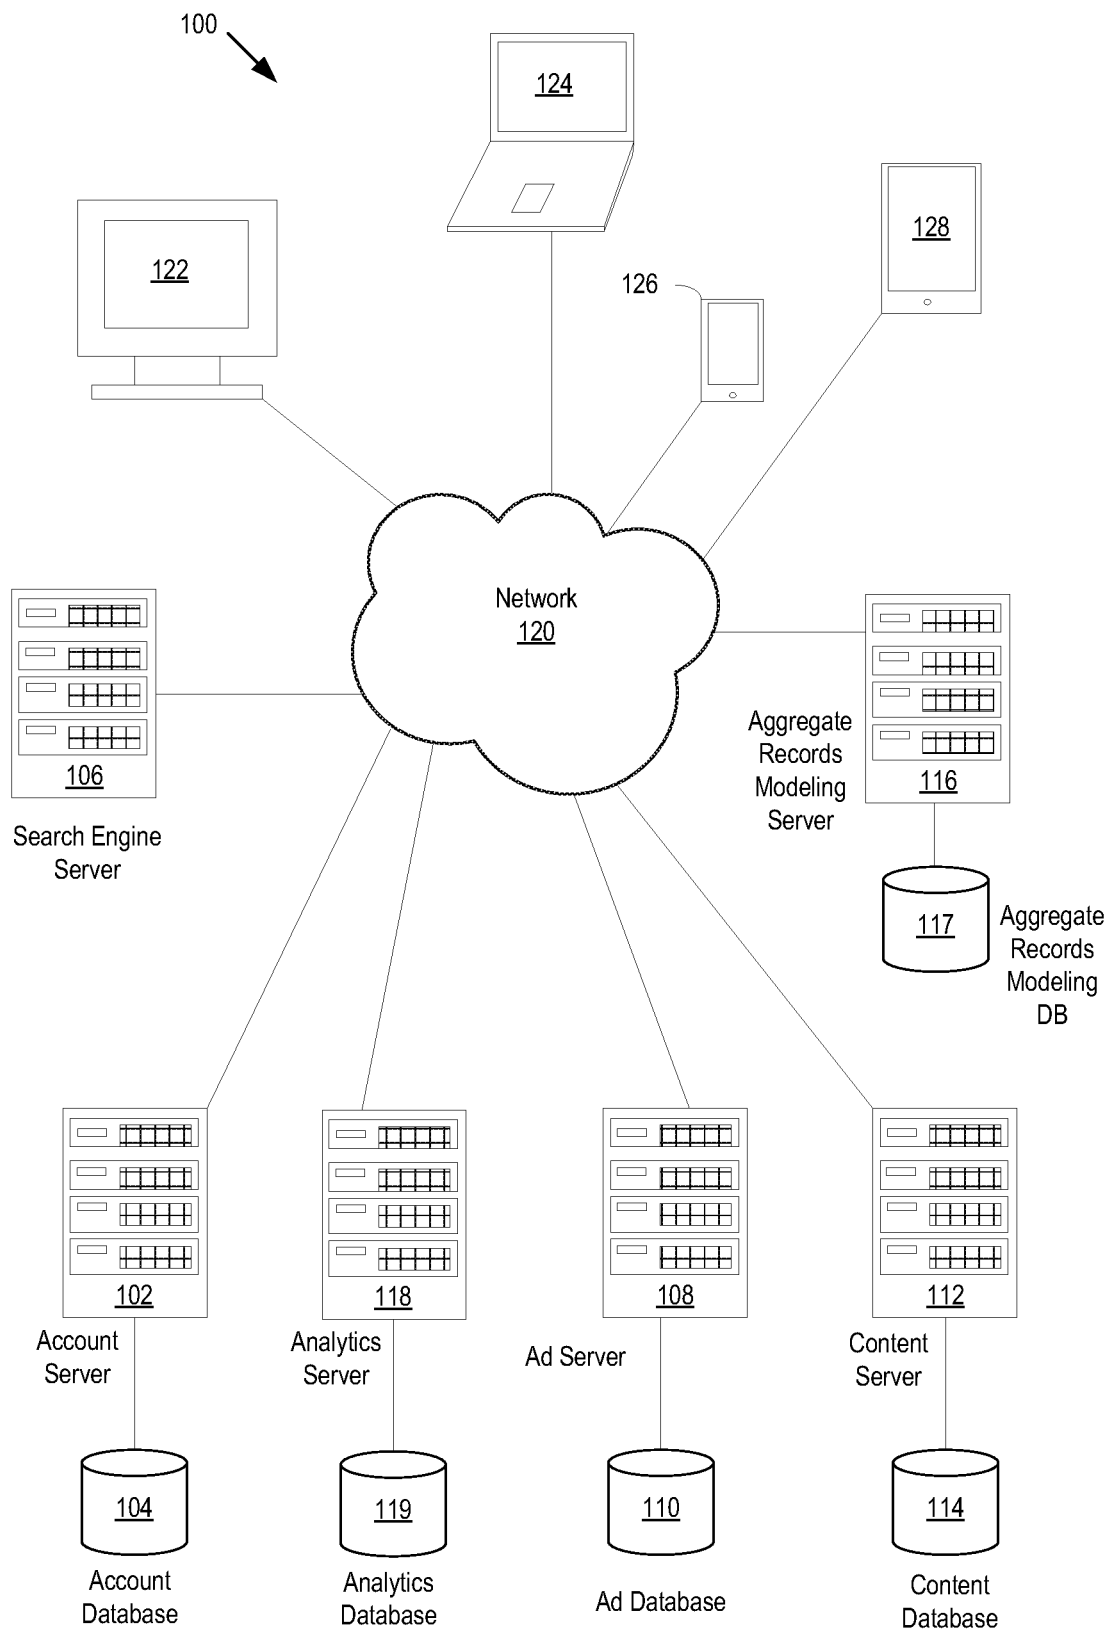 100
124
128
122
126
Network
120
106
Search Engine
Server
Aggregate
Records
Modeling
Server
116
117
Aggregate
Records
Modeling
DB
102
Account
Server
118
Analytics
Server
108
Ad Server
112
Content
Server
104
Account
Database
119
Analytics
Database
110
Ad Database
114
Content
Database